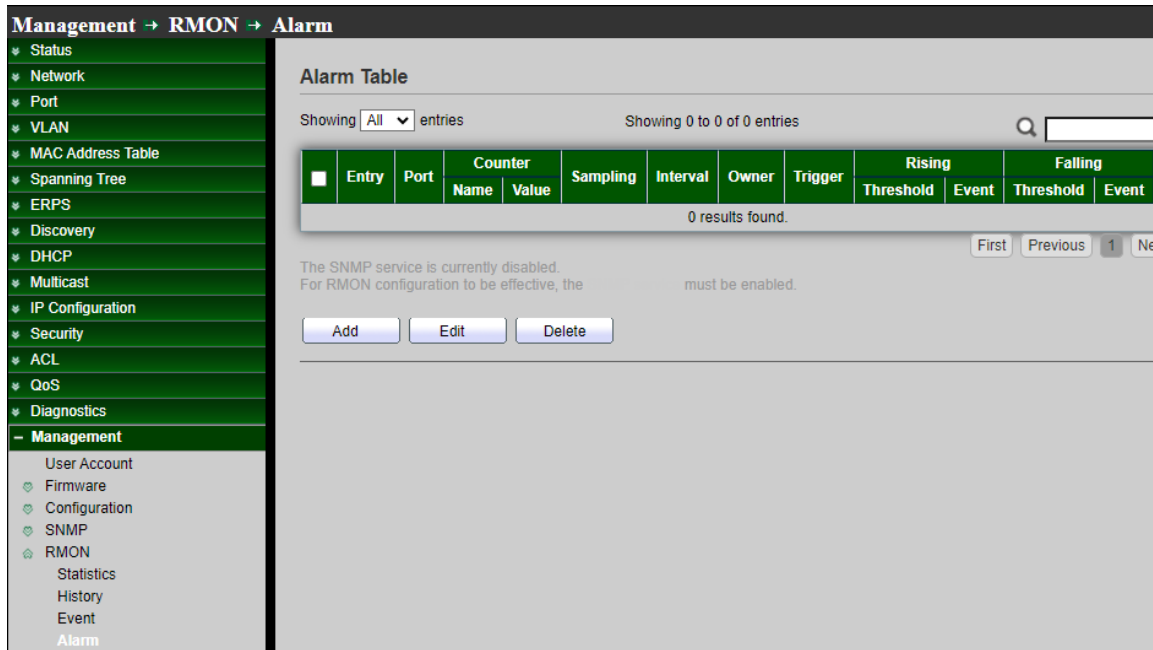 Management RMON Alarm
Status
Network
Port
VLAN
MAC Address Table
Spanning Tree
ERPS
Discovery
DHCP
Multicast
IP Configuration
Security
ACL
QoS
Diagnostics
Management
User Account
Firmware
Configuration
SNMP
RMON
Statistics
History
Event
Alarm
Alarm Table
Showing All entries Showing 0 to 0 of 0 entries
Entry Port Counter Sampling Interval Owner Trigger Rising Falling
Name Value Threshold Event Threshold Event
0 results found.
First Previous 1 Ne
The SNMP service is currently disabled.
For RMON configuration to be effective, the must be enabled.
Add Edit Delete